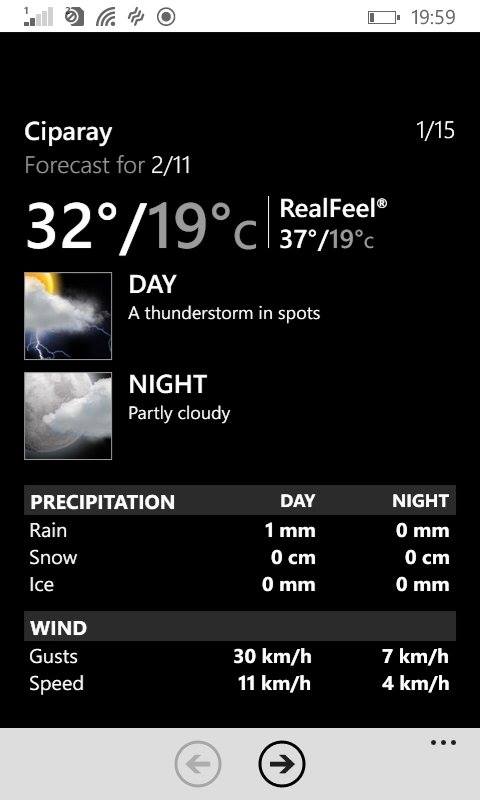 1 19:59
Ciparay 1/15
Forecast for 2/11
32°/19°c
RealFeel®
37°/19°c
DAY
A thunderstorm in spots
NIGHT
Partly cloudy
PRECIPITATION DAY NIGHT
Rain 1 mm 0 mm
Snow 0 cm 0 cm
Ice 0 mm 0 mm
WIND
Gusts 30 km/h 7 km/h
Speed 11 km/h 4 km/h